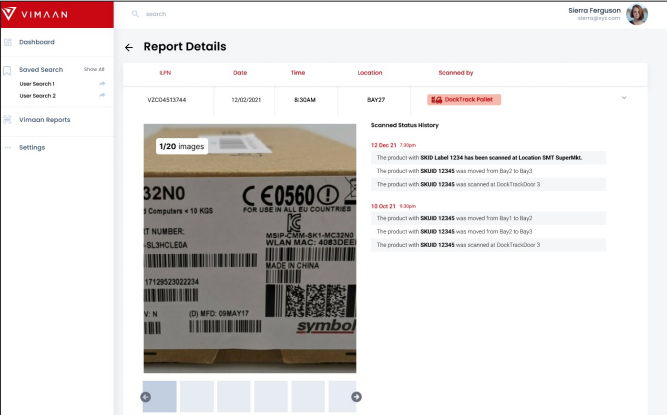 VIMAAN
search
Sierra Ferguson
sierra@xyz.com
Dashboard
Saved Search Show All
User Search 1
User Search 2
Vimaan Reports
Settings
← Report Details
ILPN Date Time Location Scanned by
VZC04513744 12/02/2021 8:30AM BAY27 DockTrack Pallet
1/20 images
32N0
d Computers < 10 KGS
CE0560
FOR USE IN ALL EU COUNTRIES
RT NUMBER:
-SL3HCLE0A
MSIP-CMM-SK1-MC32N0
WLAN MAC: 4083DEE
MADE IN CHINA
17129523022234
V: N (D) MFD: 09MAY17
symbol
Scanned Status History
12 Dec 21 7:30pm
The product with SKID Label 1234 has been scanned at Location SMT SuperMkt.
The product with SKUID 12345 was moved from Bay2 to Bay3
The product with SKUID 12345 was scanned at DockTrackDoor 3
10 Oct 21 9:30pm
The product with SKUID 12345 was moved from Bay1 to Bay2
The product with SKUID 12345 was moved from Bay2 to Bay3
The product with SKUID 12345 was scanned at DockTrackDoor 3